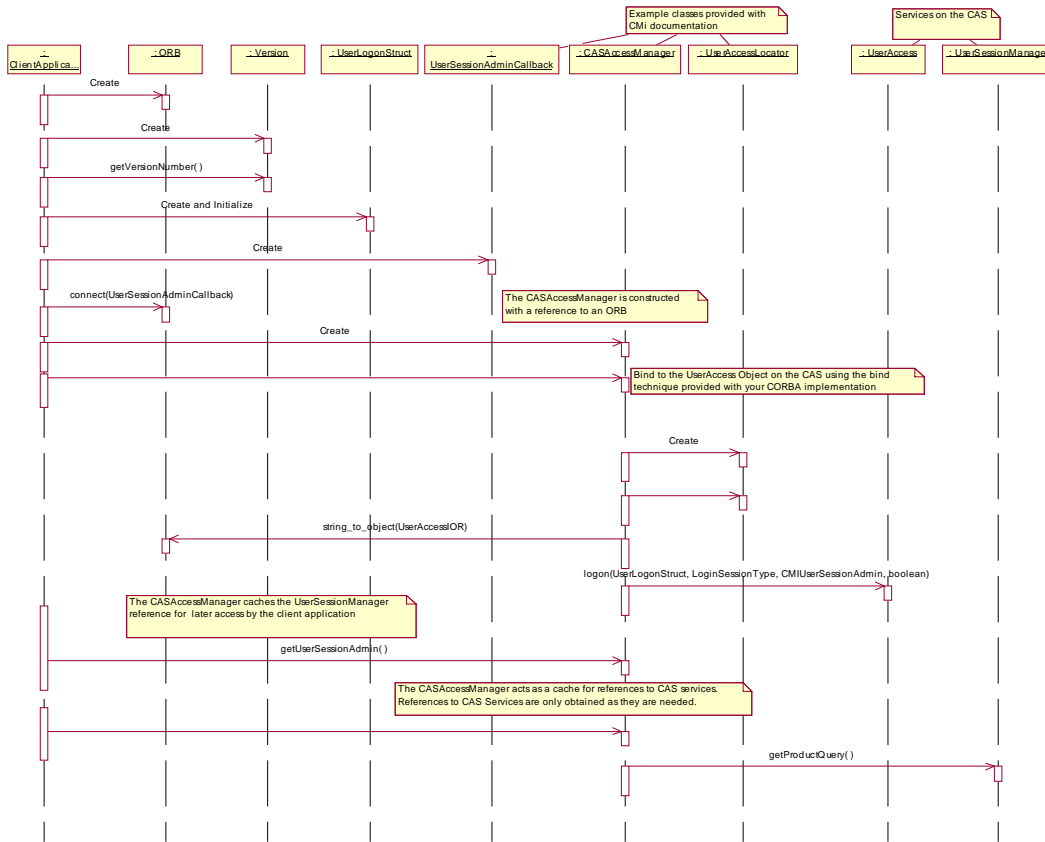 Example classes provided with
CMi documentation
Services on the CAS
:
ClientApplica...
: ORB
: Version
: UserLogonStruct
:
UserSessionAdminCallback
: CASAccessManager
: UserAccessLocator
: UserAccess
: UserSessionManage
Create
Create
getVersionNumber( )
Create and Initialize
Create
connect(UserSessionAdminCallback)
The CASAccessManager is constructed
with a reference to an ORB
Create
Bind to the UserAccess Object on the CAS using the bind
technique provided with your CORBA implementation
Create
string_to_object(UserAccessIOR)
logon(UserLogonStruct, LoginSessionType, CMIUserSessionAdmin, boolean)
The CASAccessManager caches the UserSessionManager
reference for later access by the client application
getUserSessionAdmin( )
The CASAccessManager acts as a cache for references to CAS services.
References to CAS Services are only obtained as they are needed.
getProductQuery( )